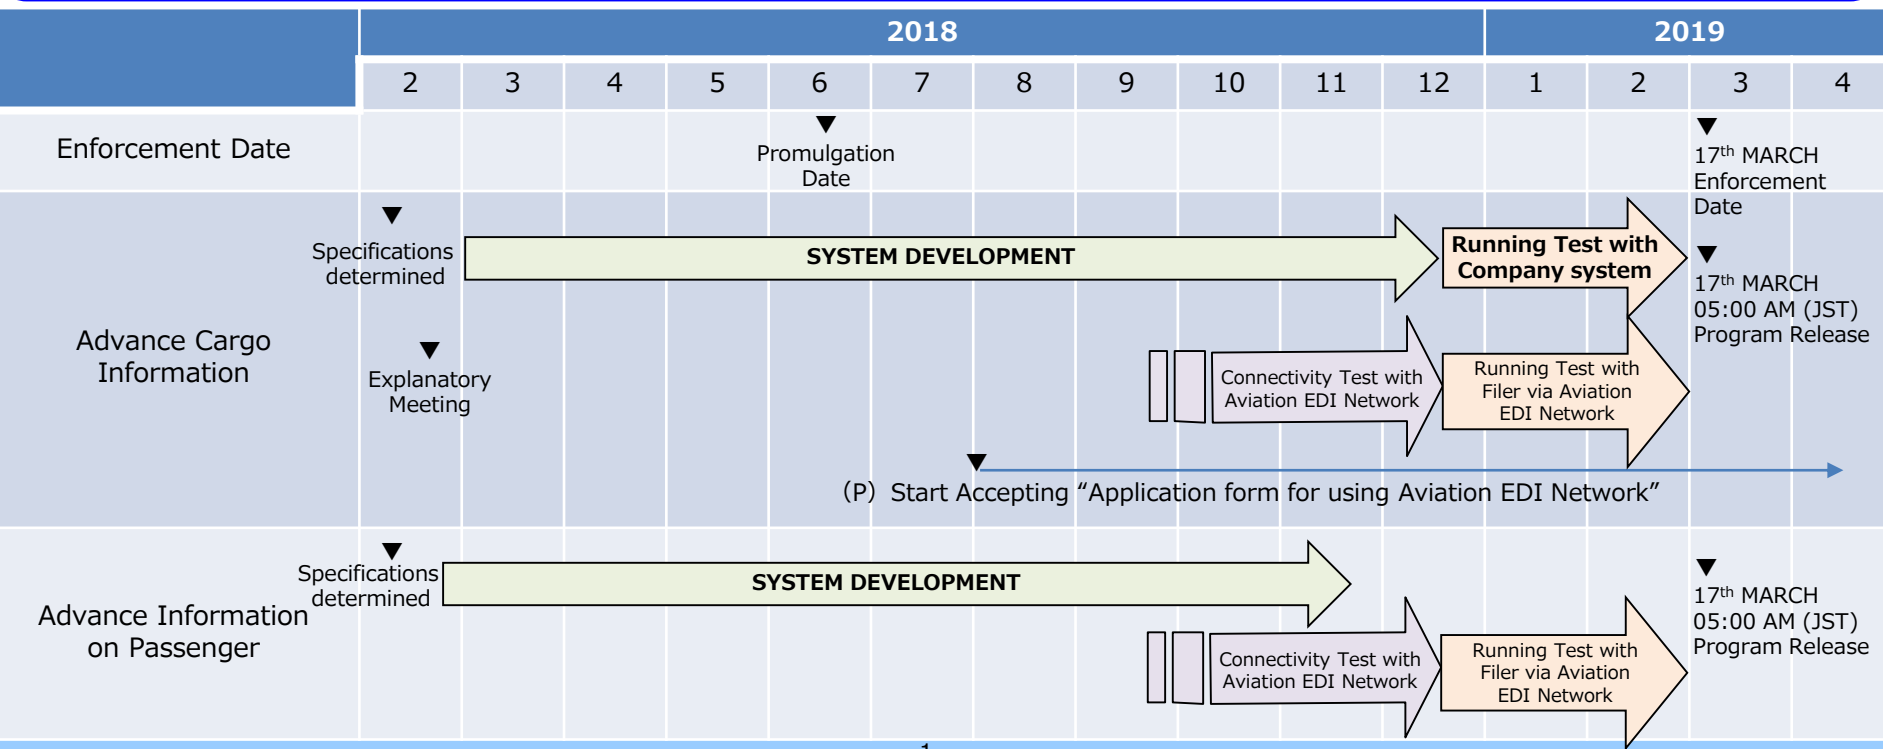 2018
2019
2
3
4
5
6
7
8
9
10
11
12
1
2
3
4
Enforcement Date
Promulgation
Date
17th MARCH
Enforcement
Date
Advance Cargo
Information
Specifications
determined
SYSTEM DEVELOPMENT
Running Test with
Company system
17th MARCH
05:00 AM (JST)
Program Release
Explanatory
Meeting
Connectivity Test with
Aviation EDI Network
Running Test with
Filer via Aviation
EDI Network
（P）Start Accepting “Application form for using Aviation EDI Network”
Advance Information
on Passenger
Specifications
determined
SYSTEM DEVELOPMENT
Connectivity Test with
Aviation EDI Network
Running Test with
Filer via Aviation
EDI Network
17th MARCH
05:00 AM (JST)
Program Release